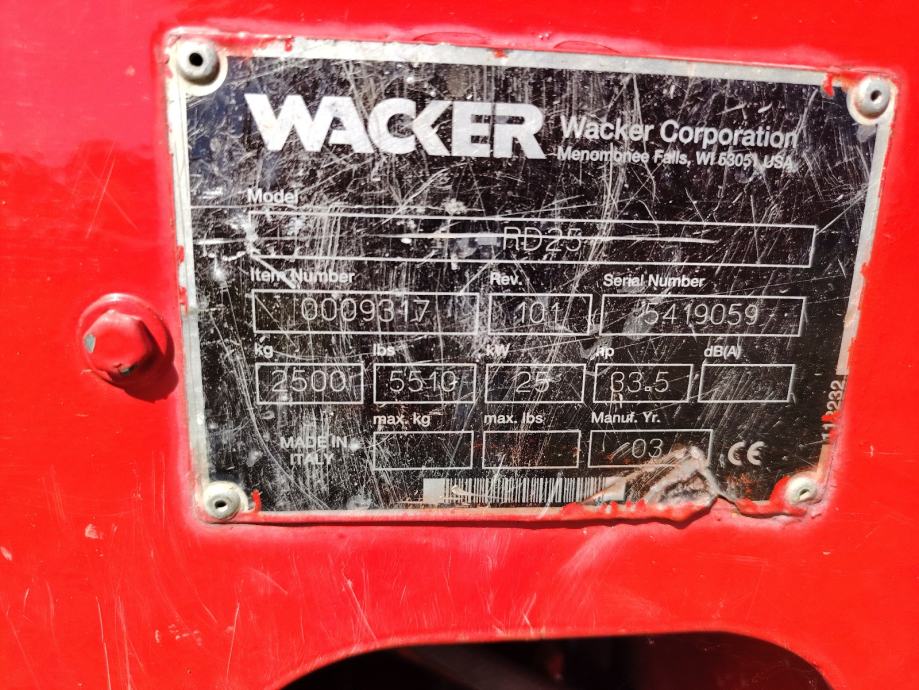 WACKER
Wacker Corporation
Menomonee Falls, WI 53051 USA
Model
RD25
Item Number Rev. Serial Number
0009317 101 5419059
kg lbs kW hp dB(A)
2500 5510 25 33.5
max. kg max. lbs Manuf. Yr.
MADE IN
ITALY
03
CE